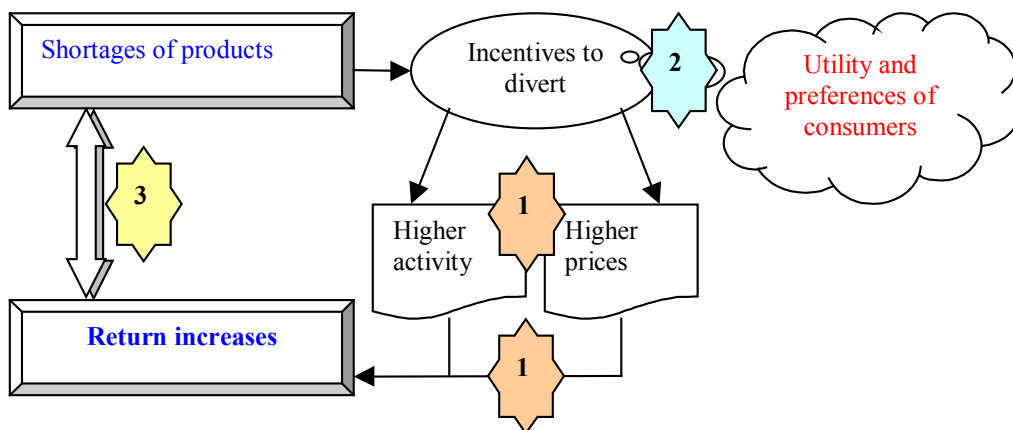 Shortages of products
Incentives to
divert
2
Utility and
preferences of
consumers
3
1
Higher
activity
Higher
prices
Return increases
1